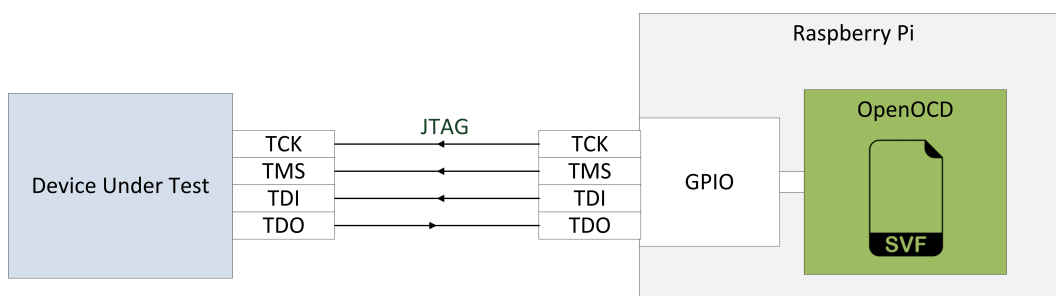 Raspberry Pi
OpenOCD
JTAG
TCK
TCK
TMS
TMS
GPIO
Device Under Test
TDI
TDI
TDO
TDO
SVF